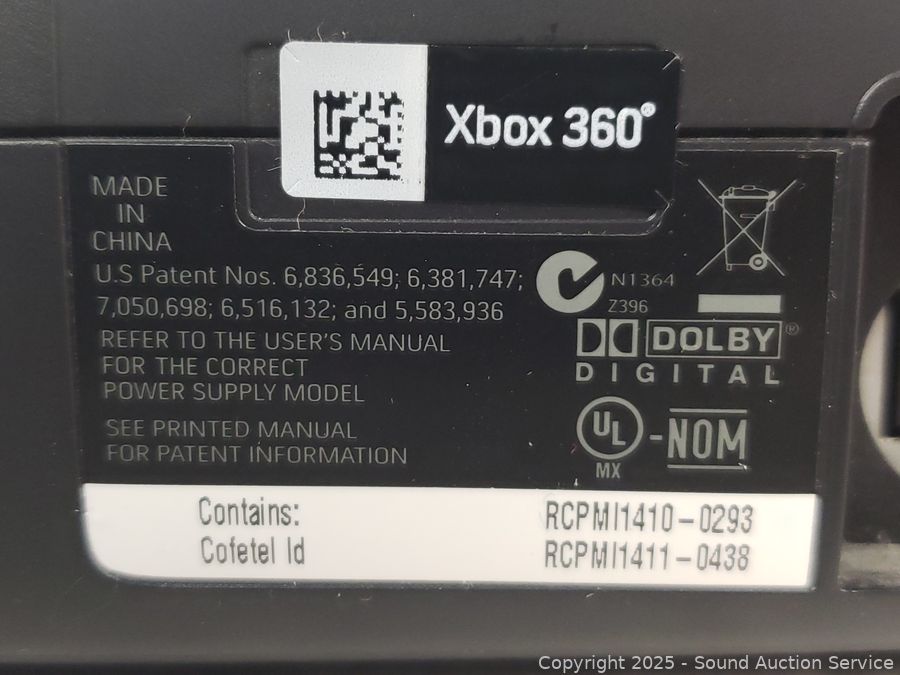 Xbox 360®
MADE
IN
CHINA
U.S Patent Nos. 6,836,549; 6,381,747;
7,050,698; 6,516,132; and 5,583,936
REFER TO THE USER'S MANUAL
FOR THE CORRECT
POWER SUPPLY MODEL
SEE PRINTED MANUAL
FOR PATENT INFORMATION
N1364
Z396
DOLBY®
DIGITAL
UL
MX
-NOM
Contains: RCPMI1410-0293
Cofetel Id RCPMI1411-0438
Copyright 2025 - Sound Auction Service